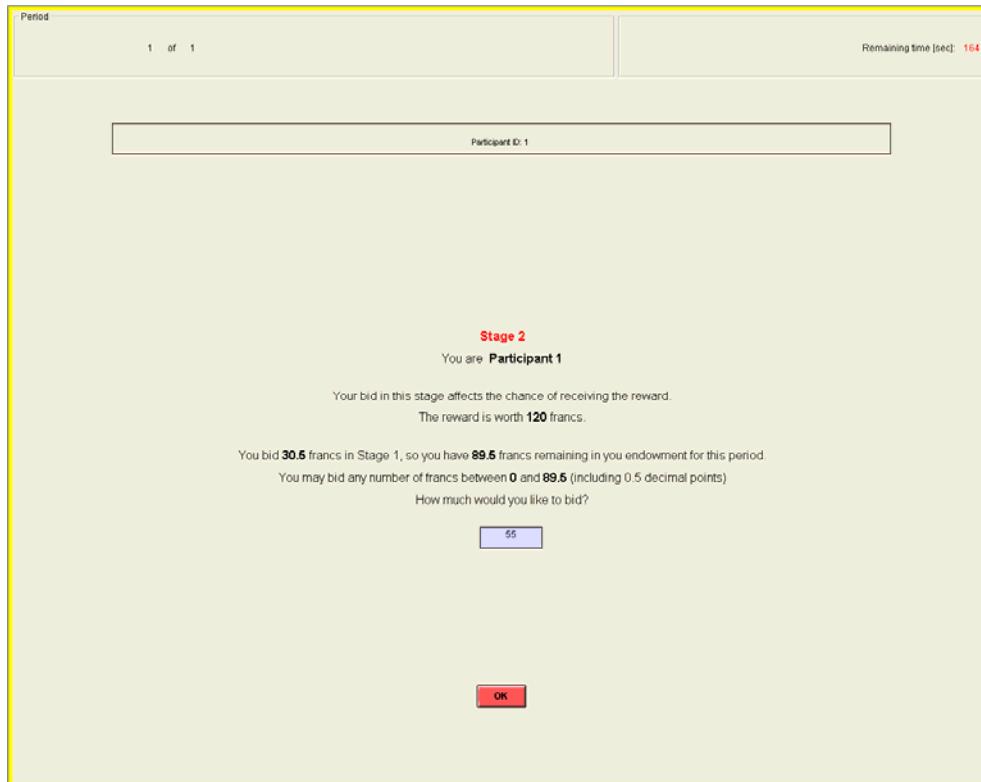 Period
1 of 1
Remaining time [sec]: 164
Participant ID: 1
Stage 2
You are Participant 1
Your bid in this stage affects the chance of receiving the reward.
The reward is worth 120 francs.
You bid 30.5 francs in Stage 1, so you have 89.5 francs remaining in you endowment for this period.
You may bid any number of francs between 0 and 89.5 (including 0.5 decimal points)
How much would you like to bid?
55
OK